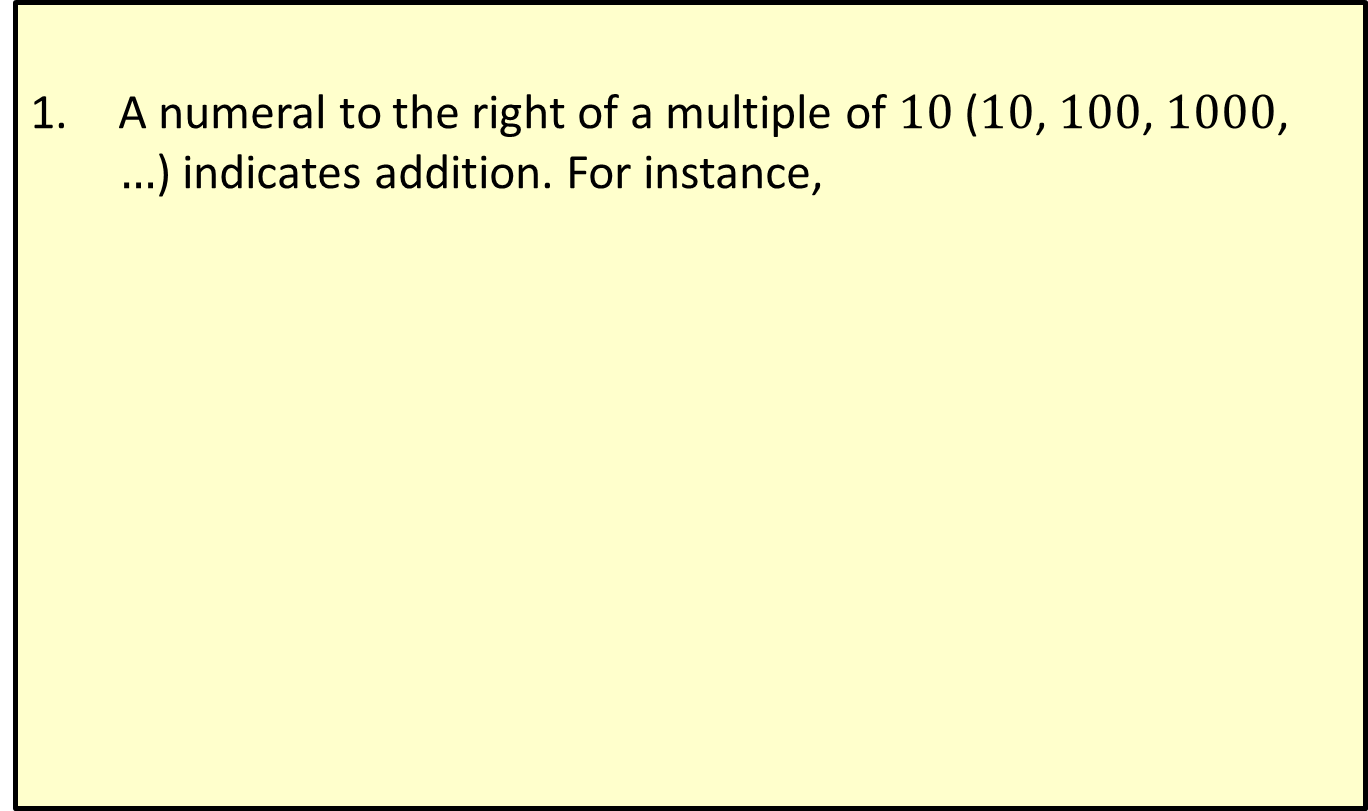 1. A numeral to the right of a multiple of 10 (10, 100, 1000,
...) indicates addition. For instance,